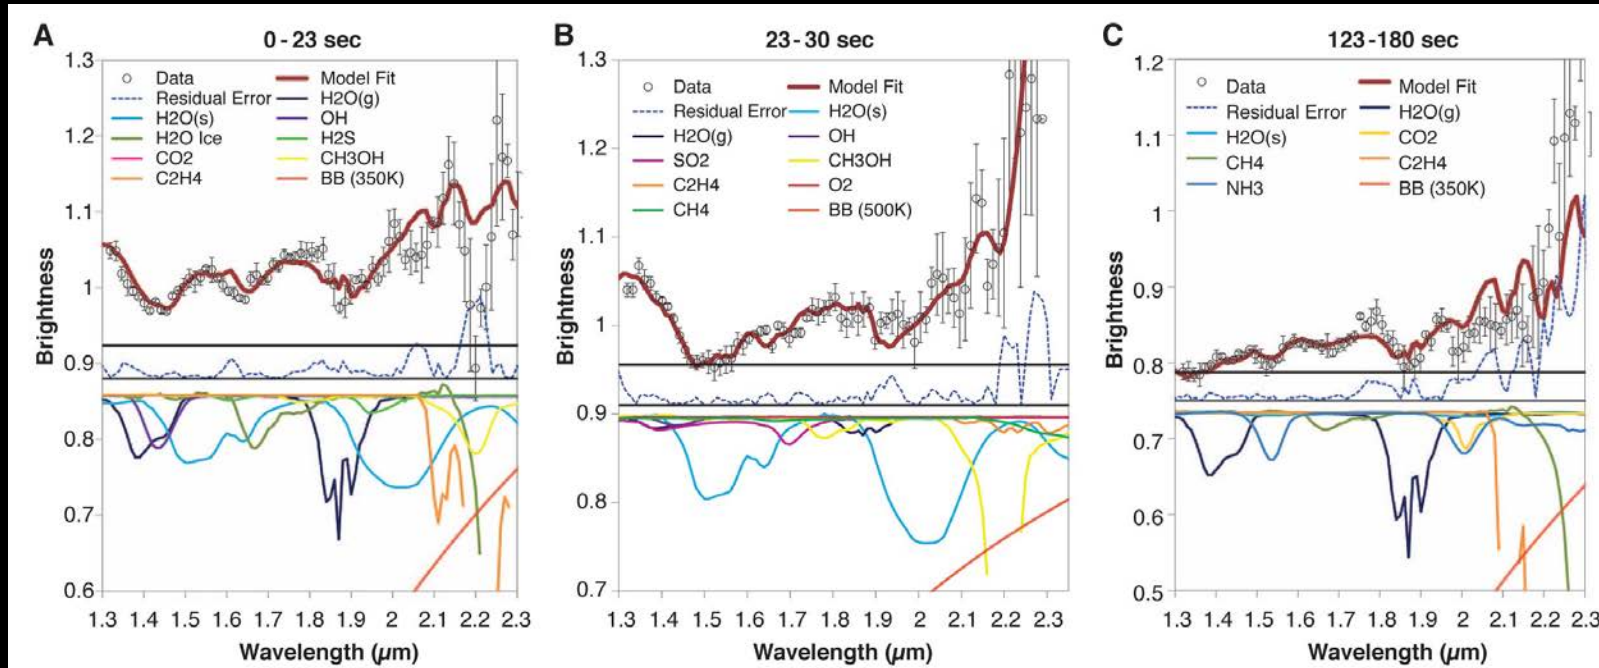 A
0 - 23 sec
1.3
1.2
1.1
1
0.9
0.8
0.7
0.6
Brightness
Data
Model Fit
Residual Error
H2O(g)
H2O(s)
OH
H2O Ice
H2S
CO2
CH3OH
C2H4
BB (350K)
1.3 1.4 1.5 1.6 1.7 1.8 1.9 2 2.1 2.2 2.3
Wavelength (µm)
B
23 - 30 sec
1.3
1.2
1.1
1
0.9
0.8
0.7
Brightness
Data
Model Fit
Residual Error
H2O(s)
H2O(g)
OH
SO2
CH3OH
C2H4
O2
CH4
BB (500K)
1.3 1.4 1.5 1.6 1.7 1.8 1.9 2 2.1 2.2 2.3
Wavelength (µm)
C
123 - 180 sec
1.2
1.1
1
0.9
0.8
0.7
0.6
0.5
Brightness
Data
Model Fit
Residual Error
H2O(g)
H2O(s)
CO2
CH4
C2H4
NH3
BB (350K)
1.3 1.4 1.5 1.6 1.7 1.8 1.9 2 2.1 2.2 2.3
Wavelength (µm)